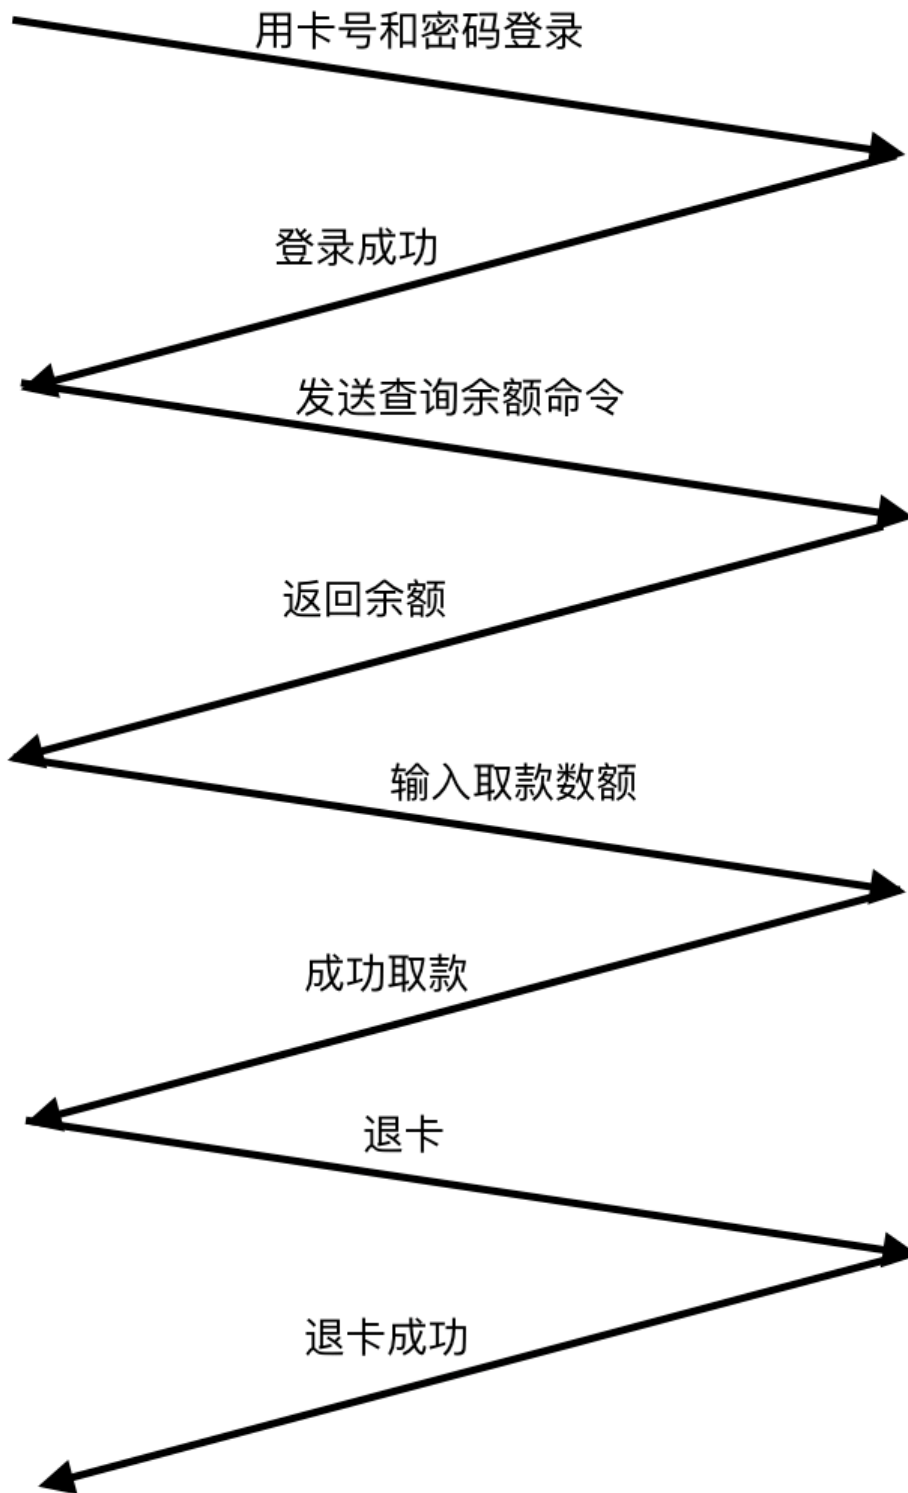 用卡号和密码登录
登录成功
发送查询余额命令
返回余额
输入取款数额
成功取款
退卡
退卡成功